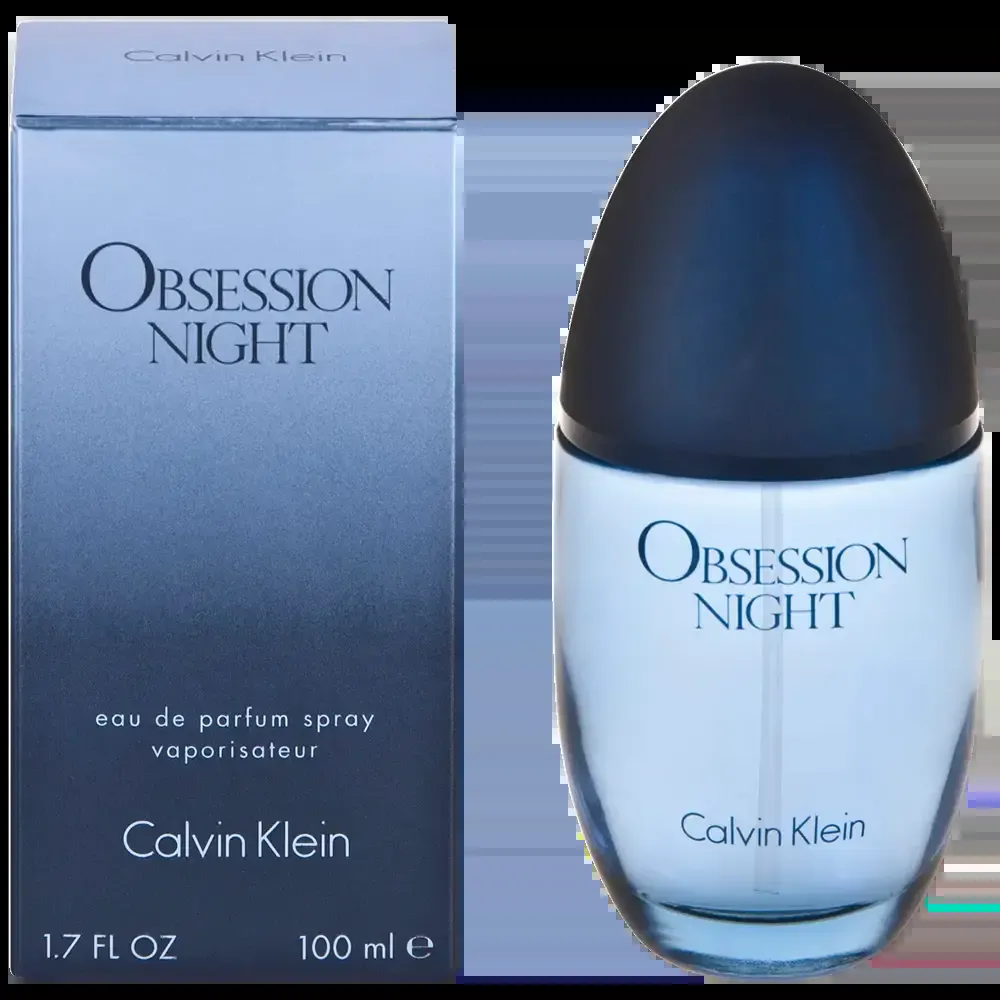 Calvin Klein
OBSESSION
NIGHT
eau de parfum spray
vaporisateur
Calvin Klein
1.7 FL OZ 100 ml ℮
OBSESSION
NIGHT
Calvin Klein